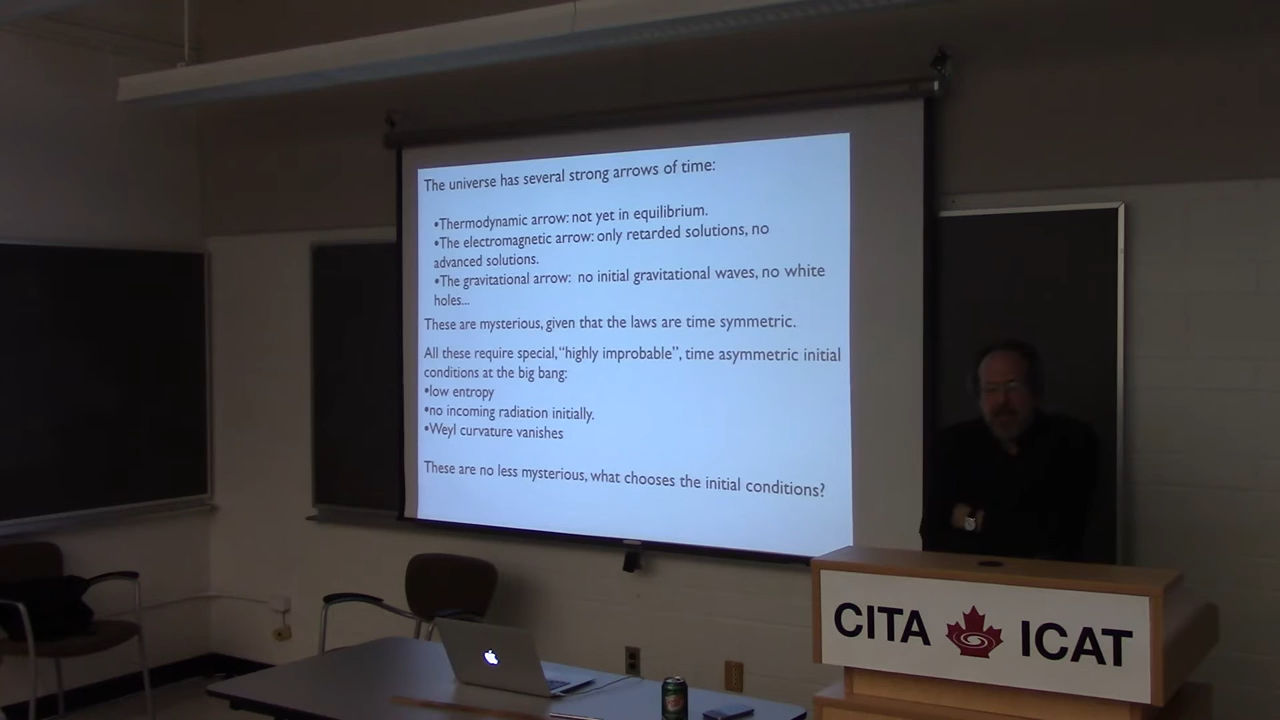 The universe has several strong arrows of time:
•Thermodynamic arrow: not yet in equilibrium.
•The electromagnetic arrow: only retarded solutions, no
advanced solutions.
•The gravitational arrow: no initial gravitational waves, no white
holes...
These are mysterious, given that the laws are time symmetric.
All these require special, "highly improbable", time asymmetric initial
conditions at the big bang:
•low entropy
•no incoming radiation initially.
•Weyl curvature vanishes
These are no less mysterious, what chooses the initial conditions?
CITA ICAT